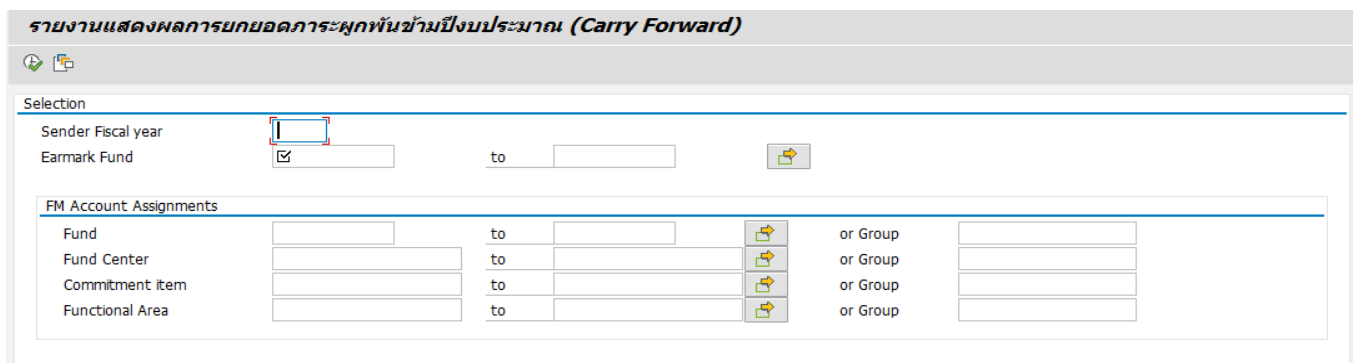 รายงานแสดงผลการยกยอดภาระผูกพันข้ามปีงบประมาณ (Carry Forward)
Selection
Sender Fiscal year
Earmark Fund to
FM Account Assignments
Fund to or Group
Fund Center to or Group
Commitment item to or Group
Functional Area to or Group